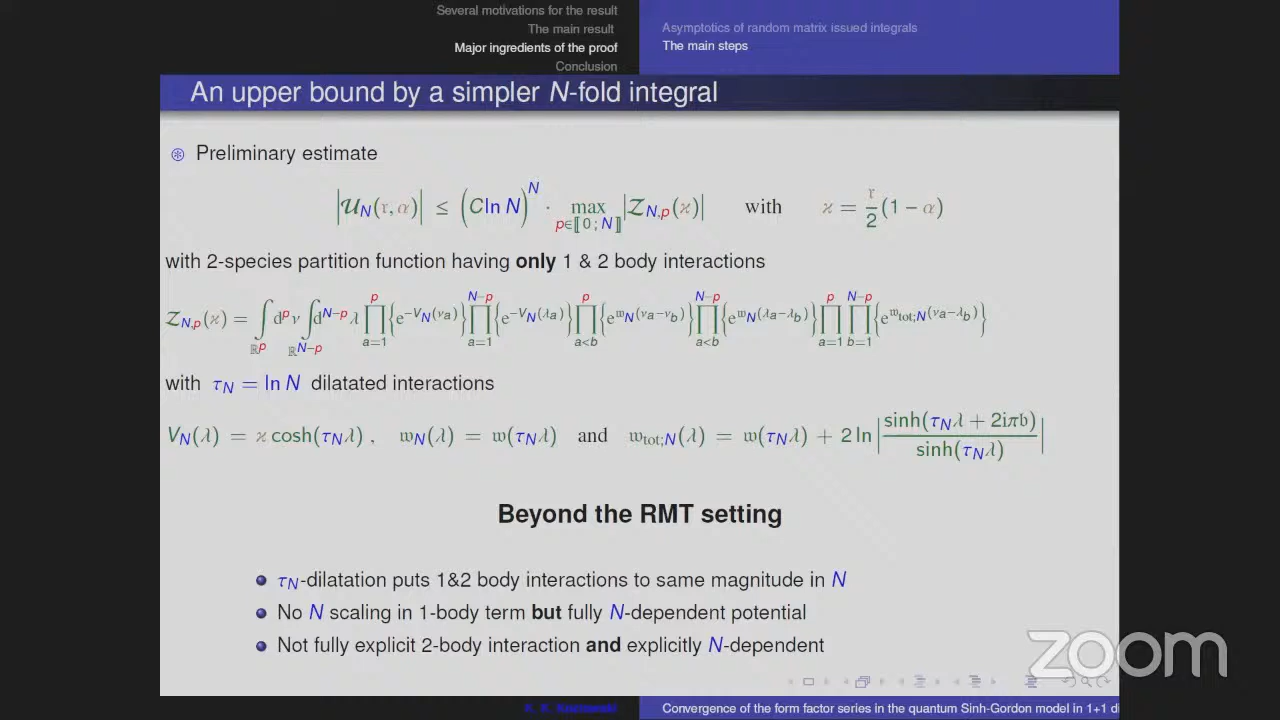 Several motivations for the result
The main result
Major ingredients of the proof
Conclusion
Asymptotics of random matrix issued integrals
The main steps
An upper bound by a simpler N-fold integral
Preliminary estimate
|𝒰_N(𝔯, α)| ≤ (C ln N)^N · max_{p∈⟦0;N⟧} |𝒵_{N,p}(ϰ)| with ϰ = 𝔯/2 (1 − α)
with 2-species partition function having only 1 & 2 body interactions
𝒵_{N,p}(ϰ) = ∫_{ℝ^p} d^p ν ∫_{ℝ^{N−p}} d^{N−p} λ ∏_{a=1}^{p} {e^{−V_N(ν_a)}} ∏_{a=1}^{N−p} {e^{−V_N(λ_a)}} ∏_{a<b}^{p} {e^{𝔴_N(ν_a−ν_b)}} ∏_{a<b}^{N−p} {e^{𝔴_N(λ_a−λ_b)}} ∏_{a=1}^{p} ∏_{b=1}^{N−p} {e^{𝔴_{tot;N}(ν_a−λ_b)}}
with τ_N = ln N dilatated interactions
V_N(λ) = ϰ cosh(τ_N λ) , 𝔴_N(λ) = 𝔴(τ_N λ) and 𝔴_{tot;N}(λ) = 𝔴(τ_N λ) + 2 ln |sinh(τ_N λ + 2iπ𝔟) / sinh(τ_N λ)|
Beyond the RMT setting
τ_N-dilatation puts 1&2 body interactions to same magnitude in N
No N scaling in 1-body term but fully N-dependent potential
Not fully explicit 2-body interaction and explicitly N-dependent
zoom
K. K. Kozlowski
Convergence of the form factor series in the quantum Sinh-Gordon model in 1+1 di